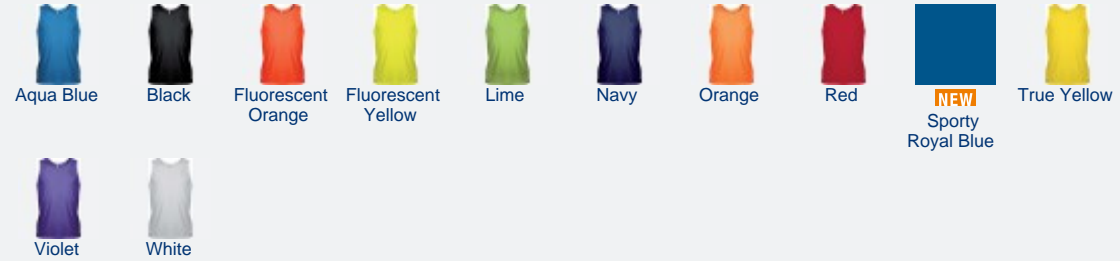 Aqua Blue
Black
Fluorescent
Orange
Fluorescent
Yellow
Lime
Navy
Orange
Red
NEW
Sporty
Royal Blue
True Yellow
Violet
White